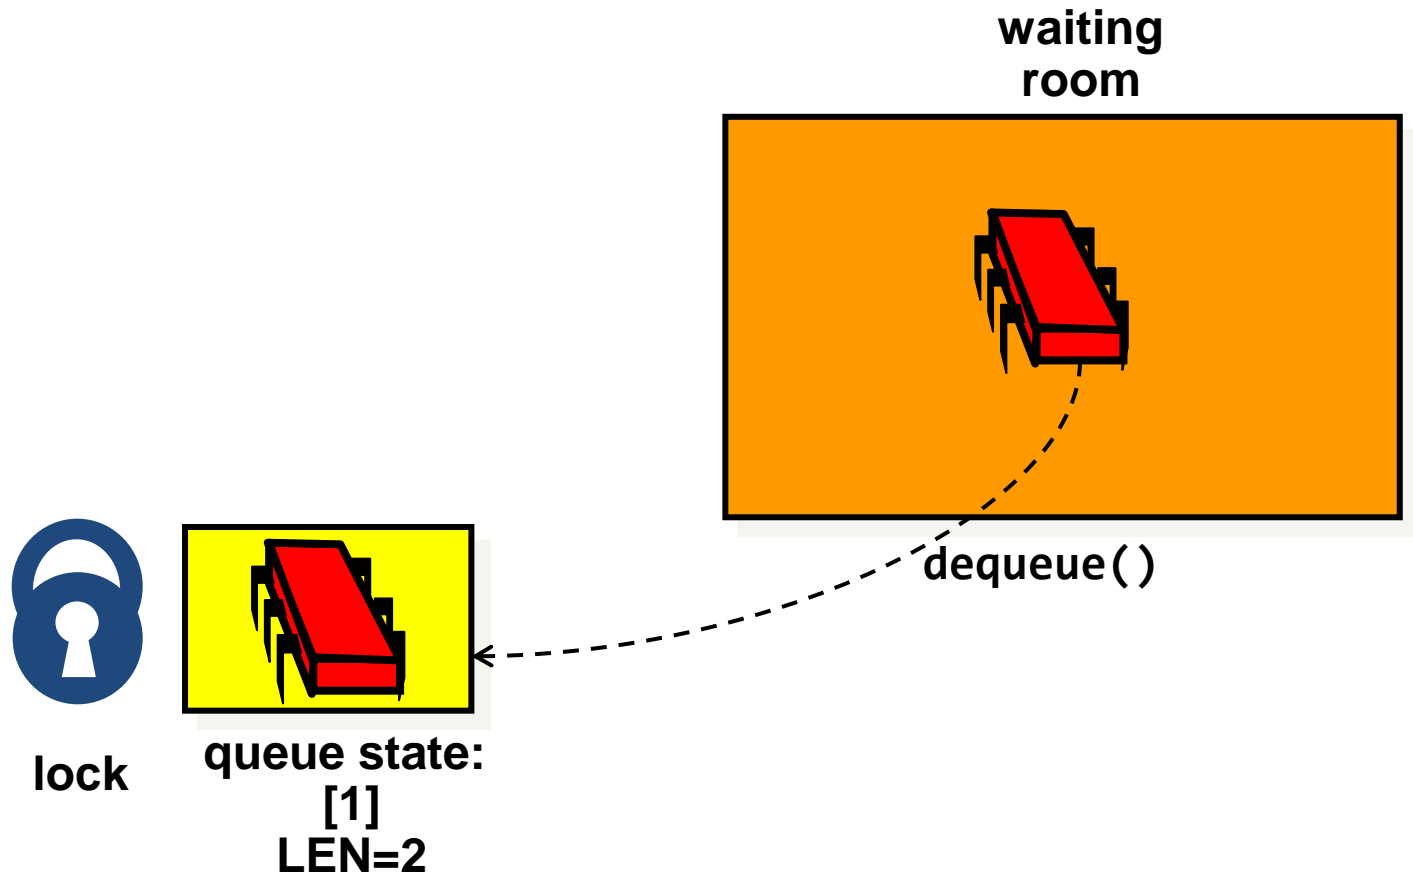 waiting
room
dequeue()
lock
queue state:
[1]
LEN=2